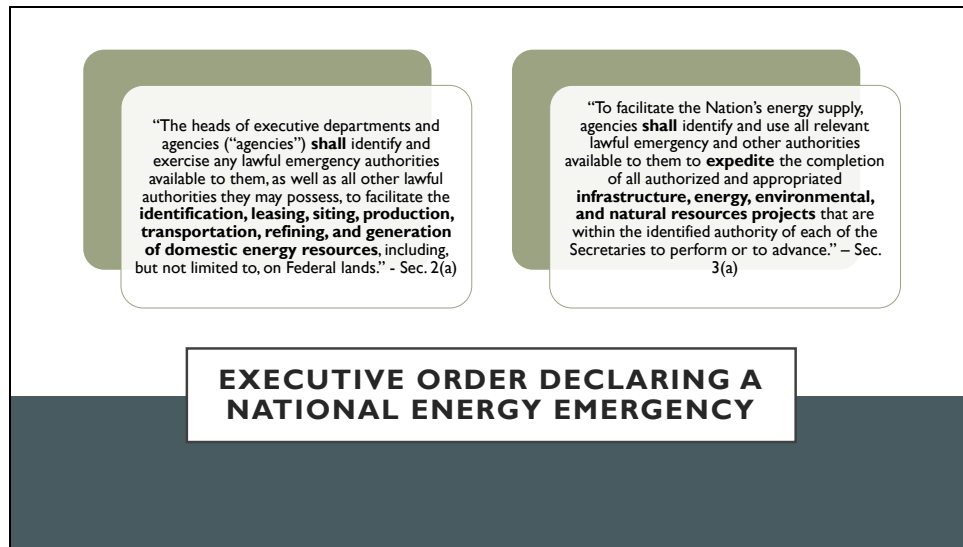 “The heads of executive departments and
agencies (“agencies”) shall identify and
exercise any lawful emergency authorities
available to them, as well as all other lawful
authorities they may possess, to facilitate the
identification, leasing, siting, production,
transportation, refining, and generation
of domestic energy resources, including,
but not limited to, on Federal lands.” - Sec. 2(a)
“To facilitate the Nation’s energy supply,
agencies shall identify and use all relevant
lawful emergency and other authorities
available to them to expedite the completion
of all authorized and appropriated
infrastructure, energy, environmental,
and natural resources projects that are
within the identified authority of each of the
Secretaries to perform or to advance.” – Sec.
3(a)
EXECUTIVE ORDER DECLARING A
NATIONAL ENERGY EMERGENCY